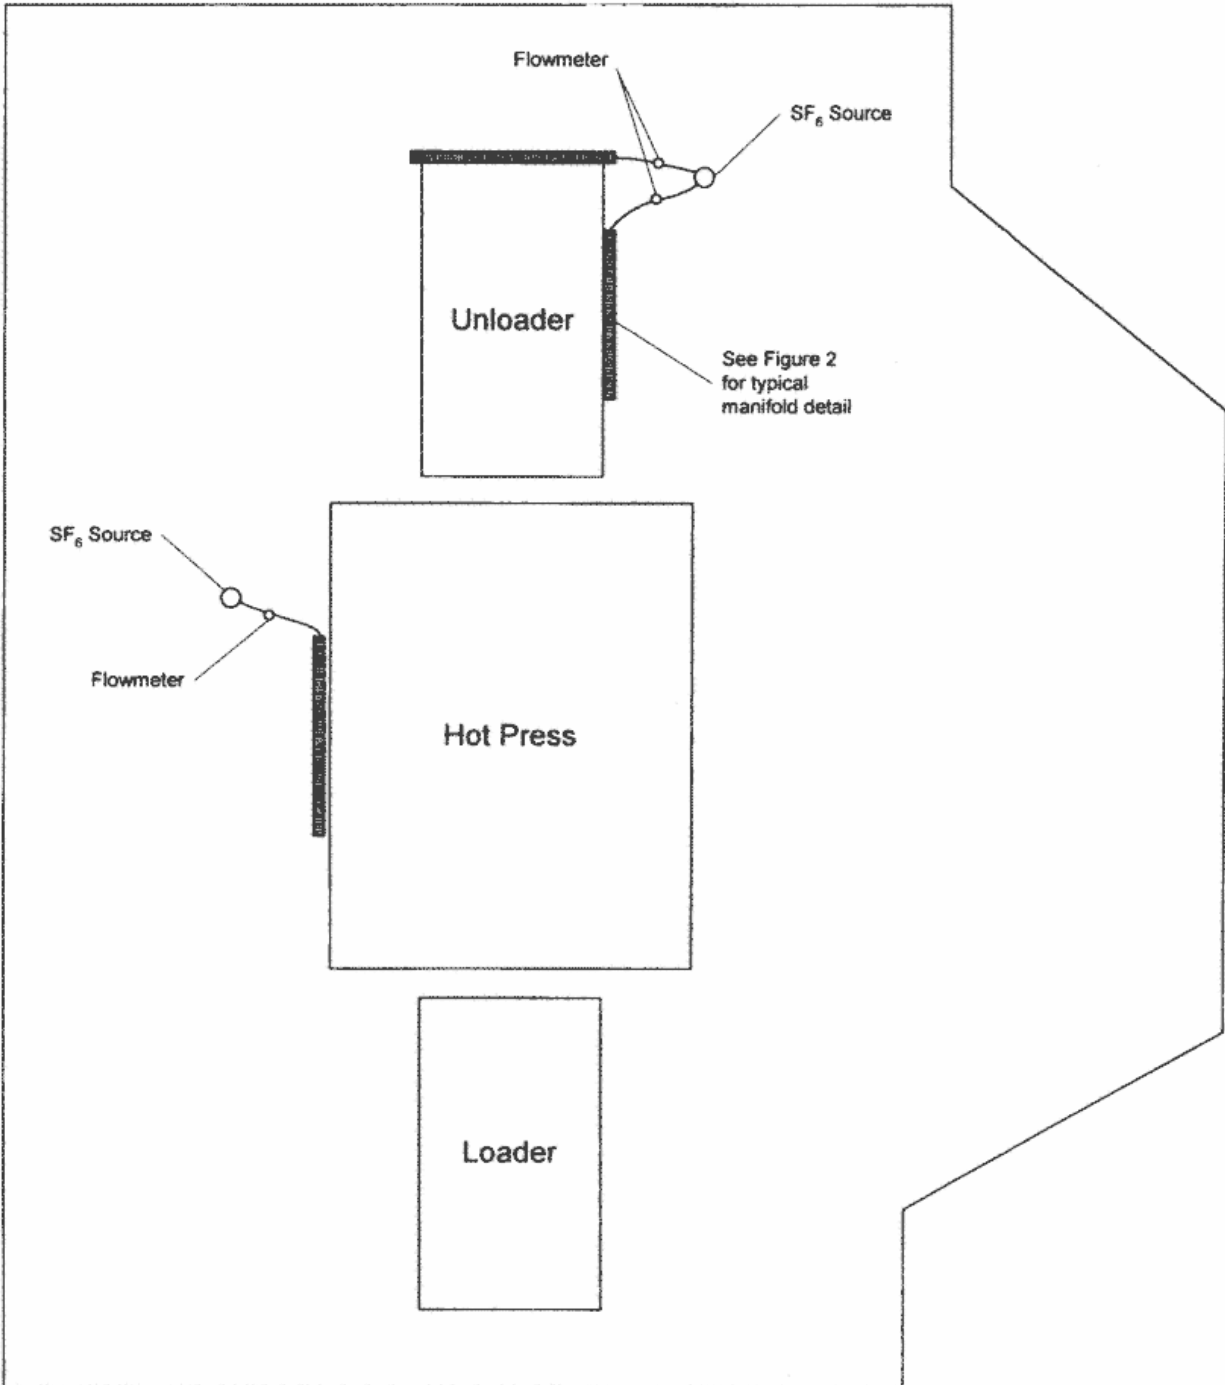 Flowmeter
SF₆ Source
Unloader
See Figure 2
for typical
manifold detail
SF₆ Source
Flowmeter
Hot Press
Loader